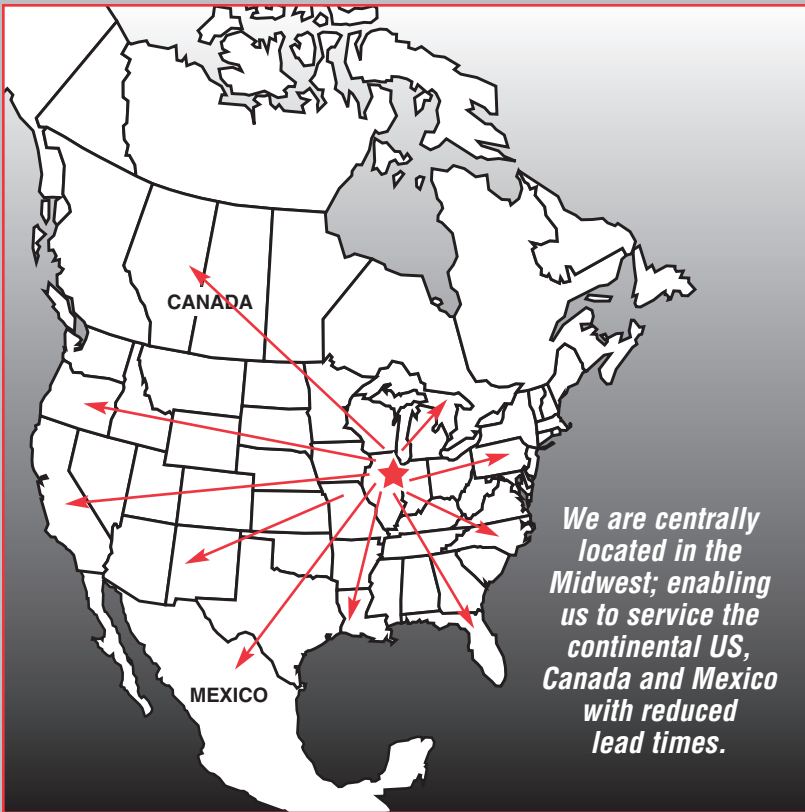 CANADA
We are centrally
located in the
Midwest; enabling
us to service the
continental US,
Canada and Mexico
with reduced
lead times.
MEXICO